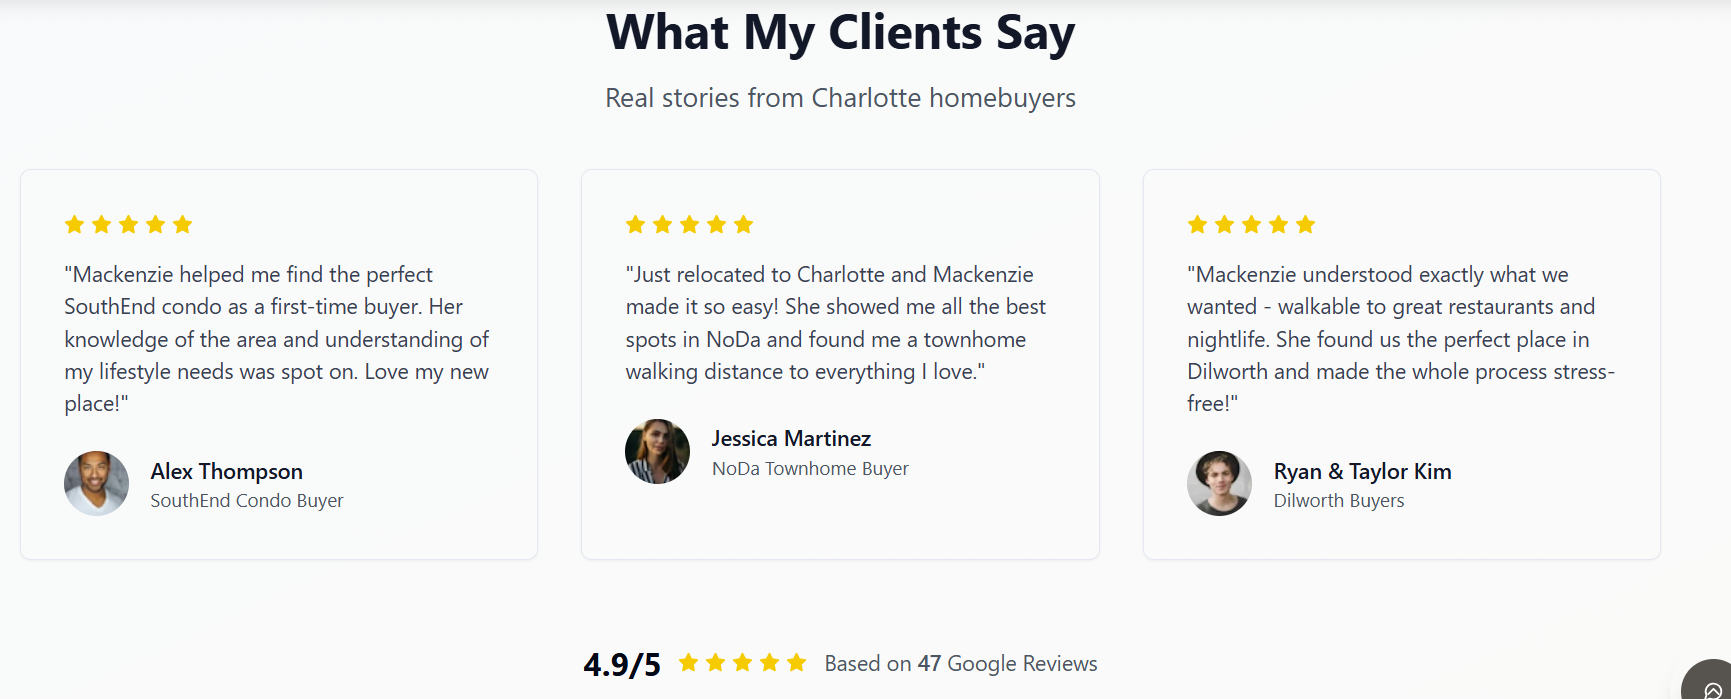 What My Clients Say
Real stories from Charlotte homebuyers
"Mackenzie helped me find the perfect
SouthEnd condo as a first-time buyer. Her
knowledge of the area and understanding of
my lifestyle needs was spot on. Love my new
place!"
Alex Thompson
SouthEnd Condo Buyer
"Just relocated to Charlotte and Mackenzie
made it so easy! She showed me all the best
spots in NoDa and found me a townhome
walking distance to everything I love."
Jessica Martinez
NoDa Townhome Buyer
"Mackenzie understood exactly what we
wanted - walkable to great restaurants and
nightlife. She found us the perfect place in
Dilworth and made the whole process stress-
free!"
Ryan & Taylor Kim
Dilworth Buyers
4.9/5 Based on 47 Google Reviews